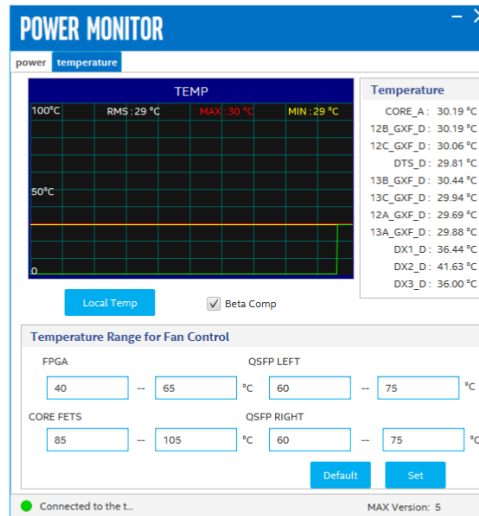 POWER MONITOR
power temperature
TEMP
100°C RMS:29 °C MAX:30 °C MIN:29 °C
50°C
0
Temperature
CORE_A: 30.19 °C
12B_GXF_D: 30.19 °C
12C_GXF_D: 30.06 °C
DTS_D: 29.81 °C
13B_GXF_D: 30.44 °C
13C_GXF_D: 29.94 °C
12A_GXF_D: 29.69 °C
13A_GXF_D: 29.88 °C
DX1_D: 36.44 °C
DX2_D: 41.63 °C
DX3_D: 36.00 °C
Local Temp Beta Comp
Temperature Range for Fan Control
FPGA QSFP LEFT
40 -- 65 °C 60 -- 75 °C
CORE FETS QSFP RIGHT
85 -- 105 °C 60 -- 75 °C
Default Set
Connected to the t... MAX Version: 5